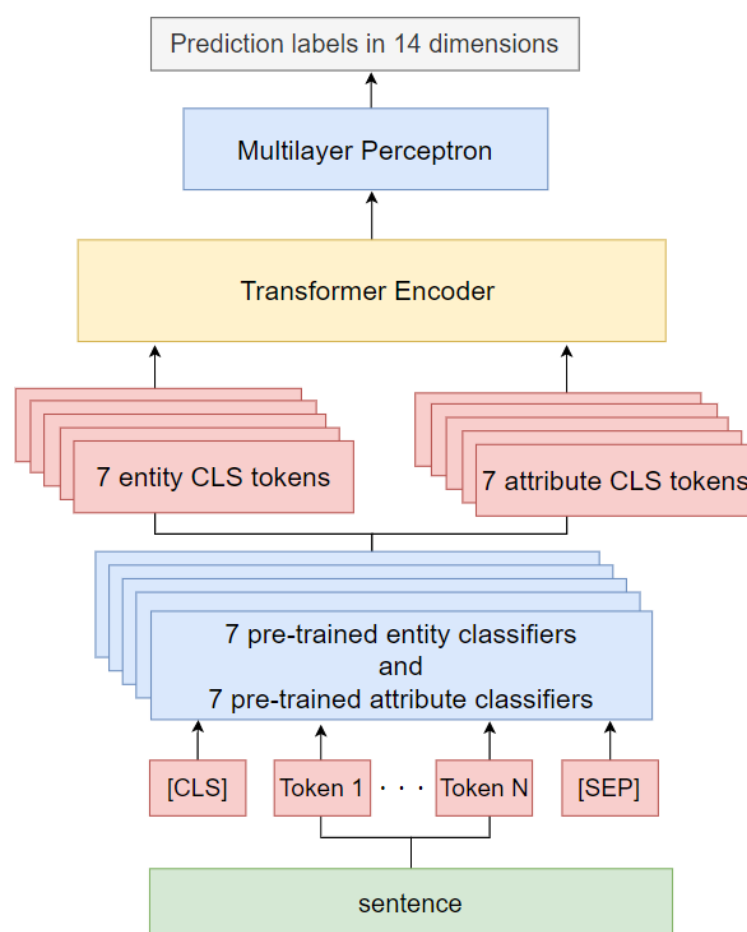 Prediction labels in 14 dimensions
Multilayer Perceptron
Transformer Encoder
7 entity CLS tokens
7 attribute CLS tokens
7 pre-trained entity classifiers
and
7 pre-trained attribute classifiers
[CLS] Token 1 · · · Token N [SEP]
sentence